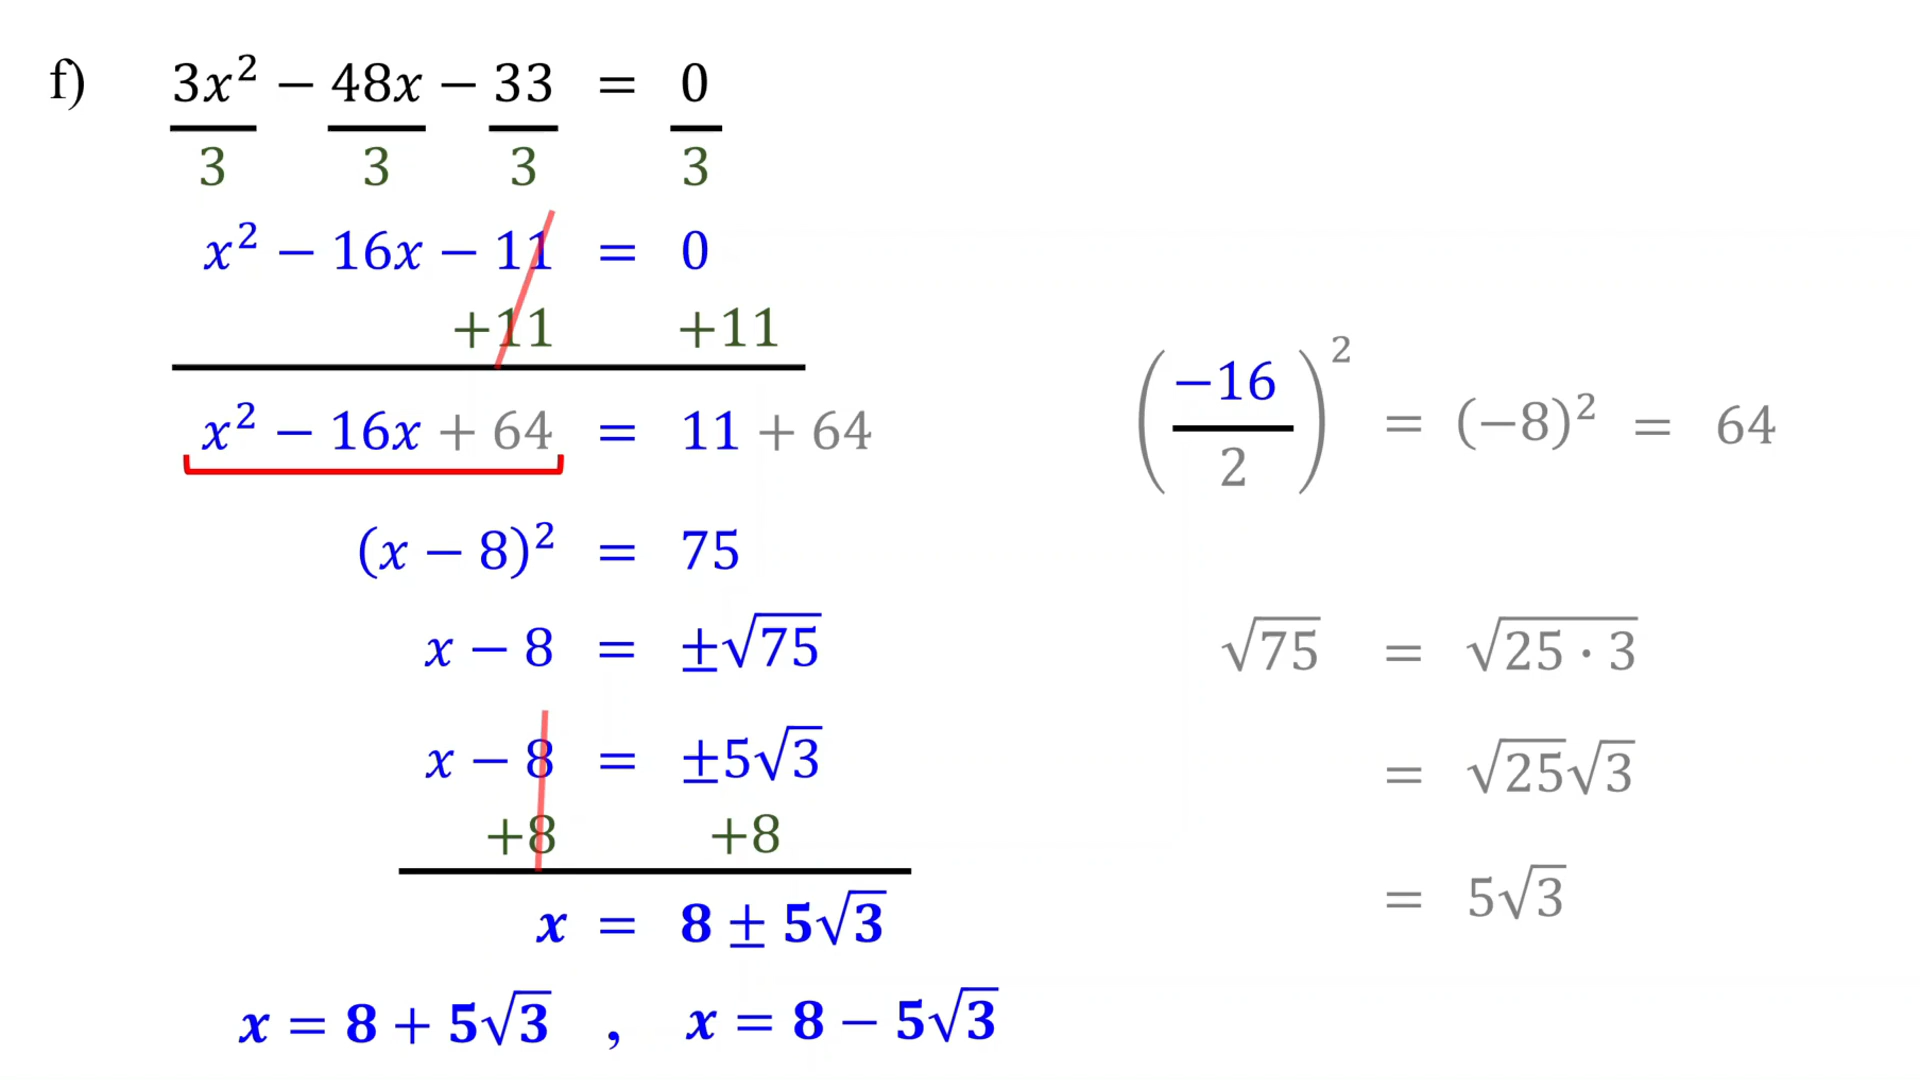 f) 3x² − 48x − 33 = 0
3 3 3 3
x² − 16x − 11 = 0
+11 +11
x² − 16x + 64 = 11 + 64
(−16/2)² = (−8)² = 64
(x − 8)² = 75
x − 8 = ±√75
√75 = √(25 · 3)
x − 8 = ±5√3
= √25√3
+8 +8
x = 8 ± 5√3
= 5√3
x = 8 + 5√3 , x = 8 − 5√3